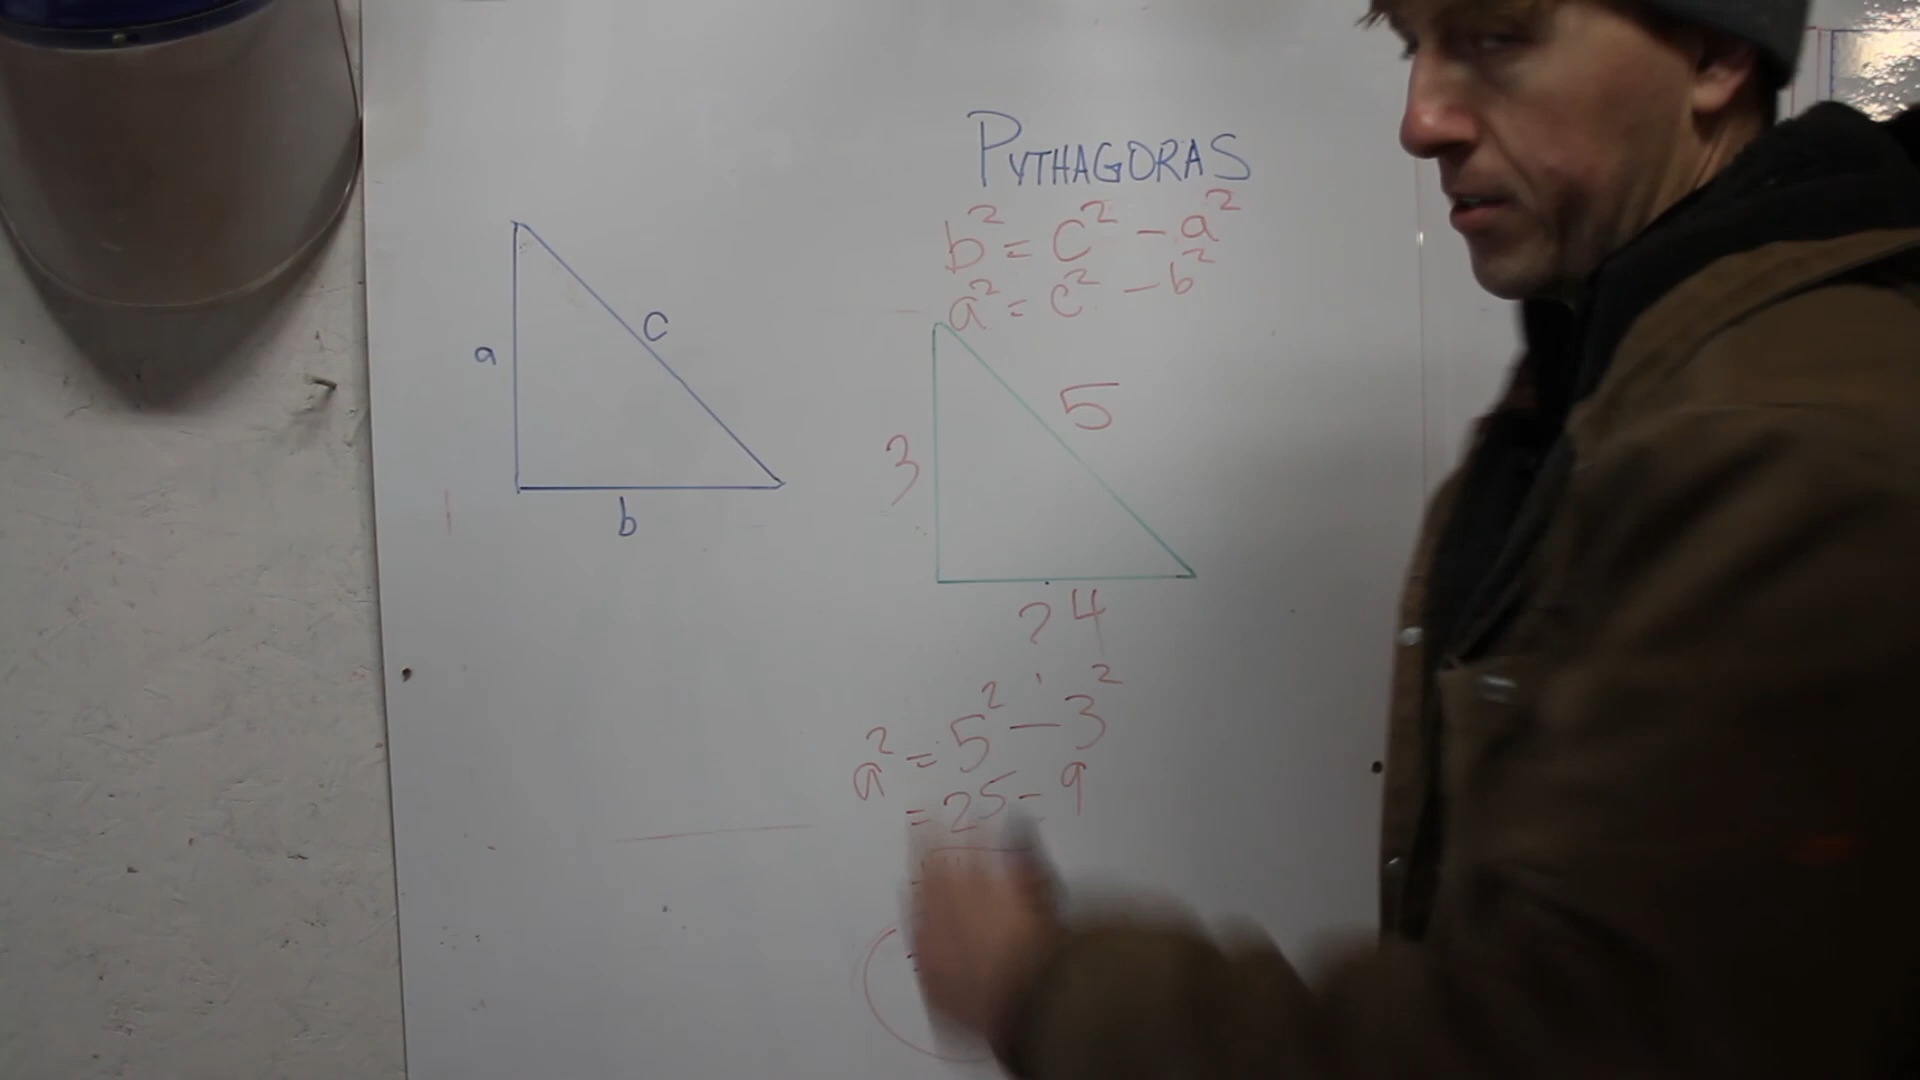 PYTHAGORAS
b² = c² - a²
a² = c² - b²
a
c
b
5
3
? 4
a² = 5² - 3²
= 25 - 9